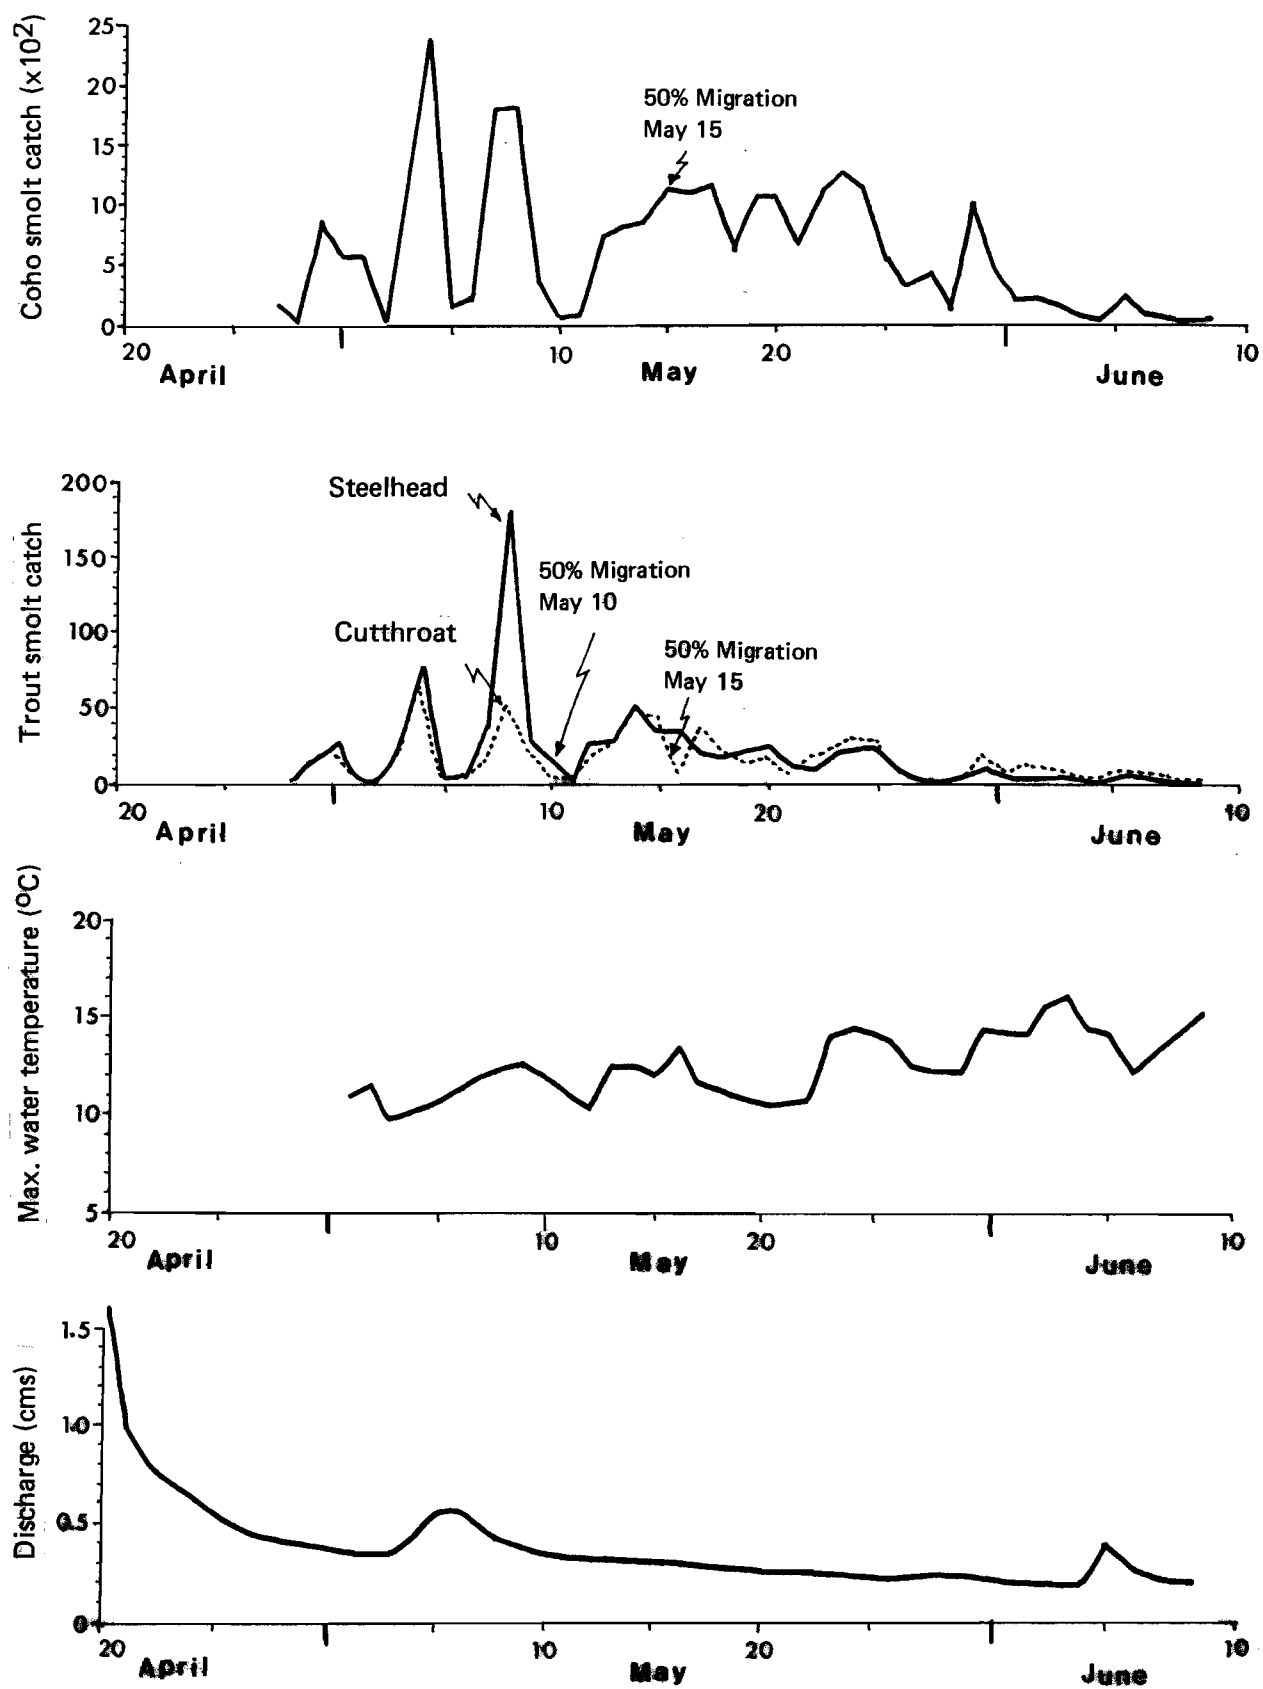 Coho smolt catch (x10²)
25
20
15
10
5
0
50% Migration
May 15
20 10 20 10
April May June
Trout smolt catch
200
150
100
50
0
Steelhead
50% Migration
May 10
Cutthroat
50% Migration
May 15
20 10 20 10
April May June
Max. water temperature (°C)
20
15
10
5
20 10 20 10
April May June
Discharge (cms)
1.5
1.0
0.5
0
20 10 20 10
April May June